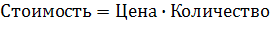 Стоимость = Цена · Количество